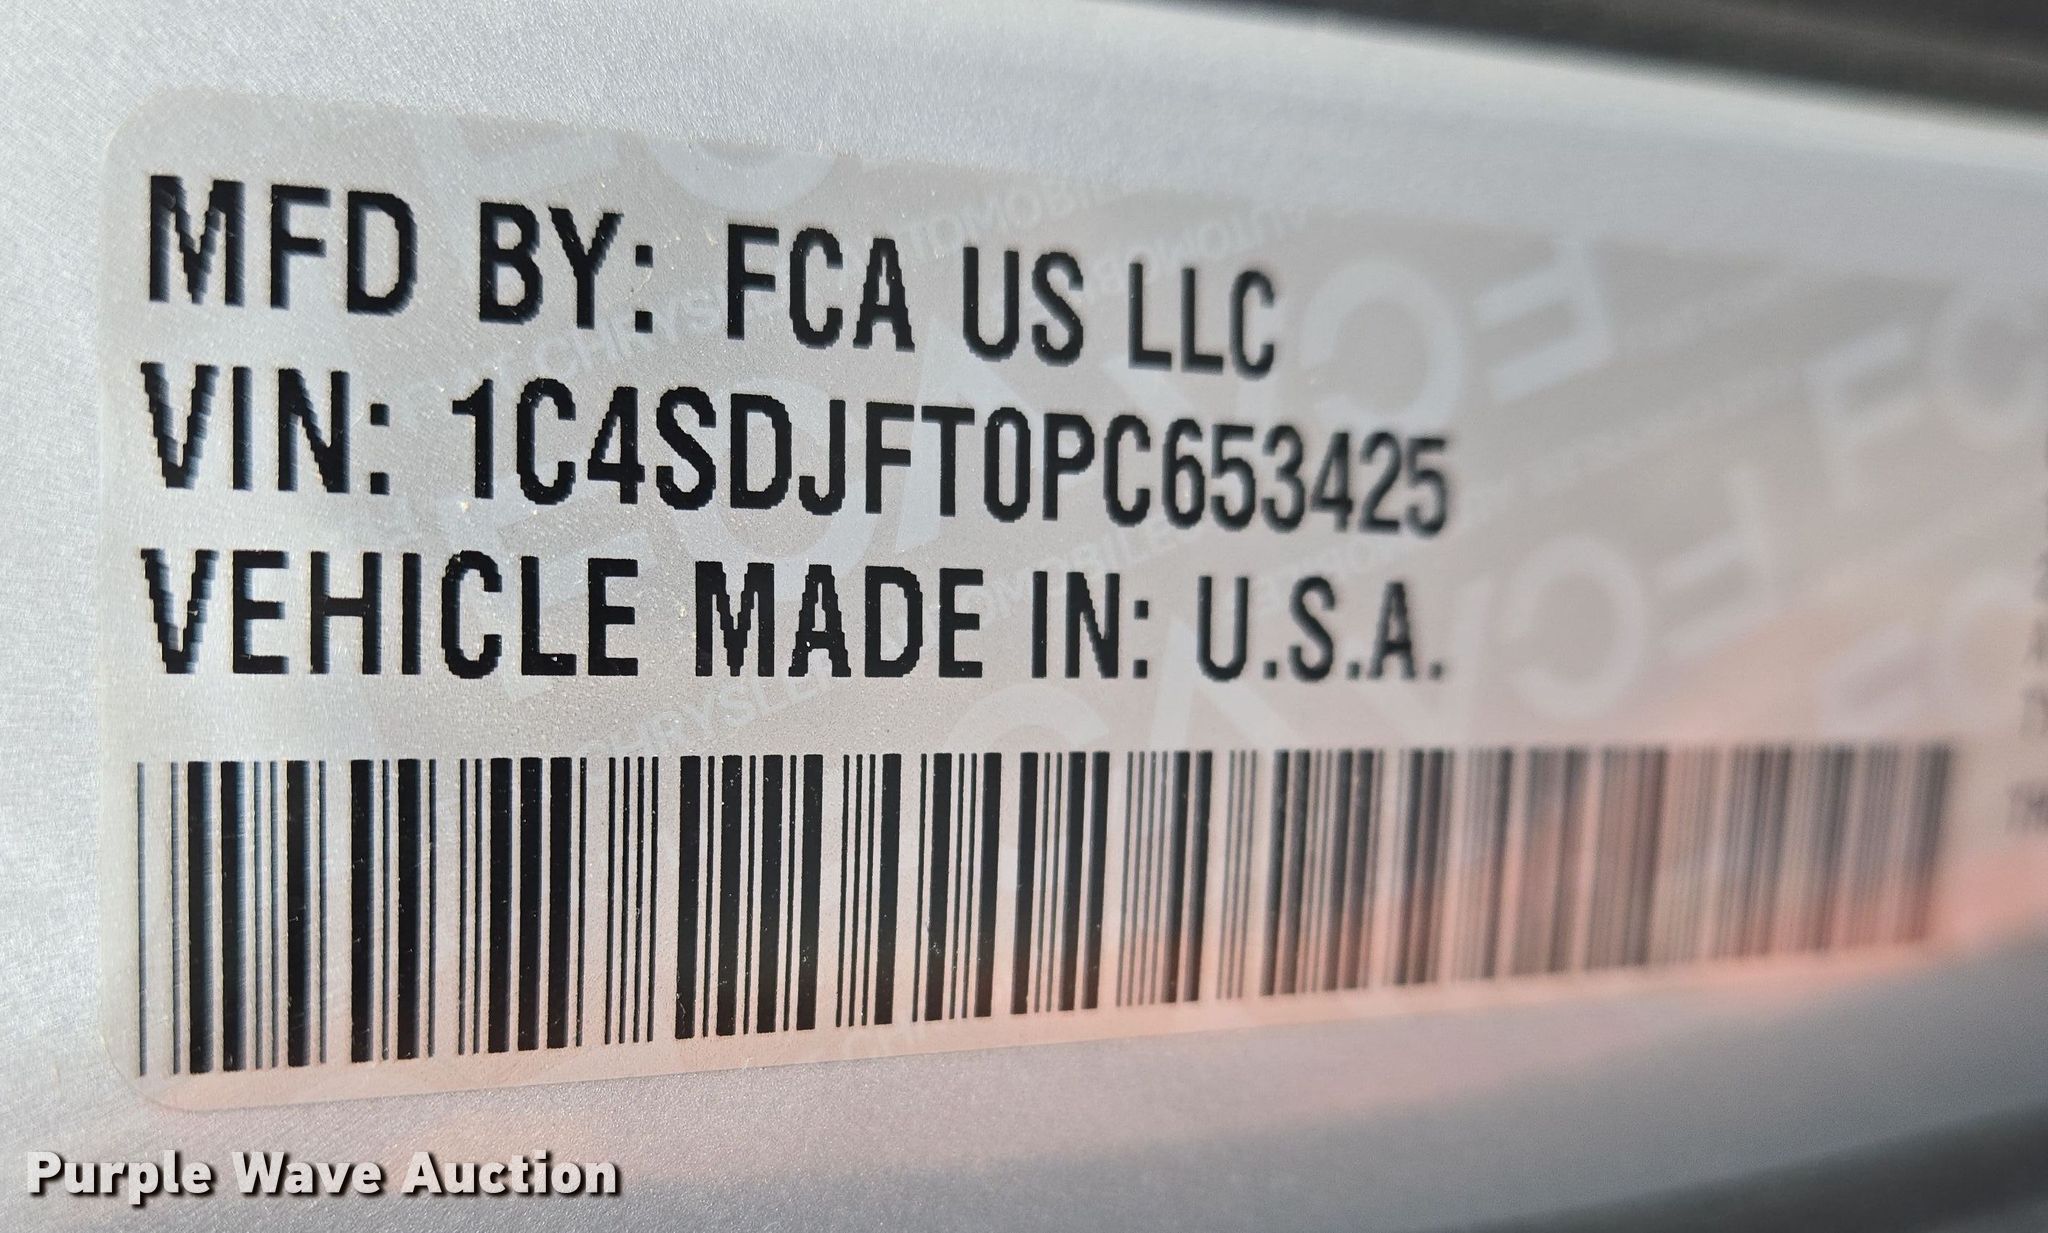 MFD BY: FCA US LLC
VIN: 1C4SDJFT0PC653425
VEHICLE MADE IN: U.S.A.
Purple Wave Auction